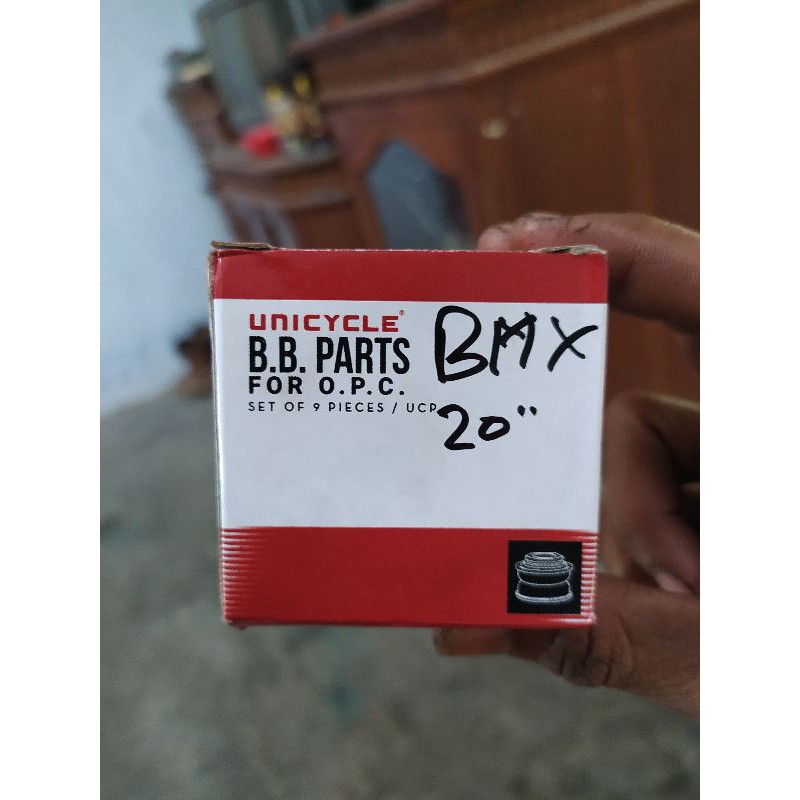 UNICYCLE®
B.B. PARTS
FOR O.P.C.
SET OF 9 PIECES / UCP
BMX
20"